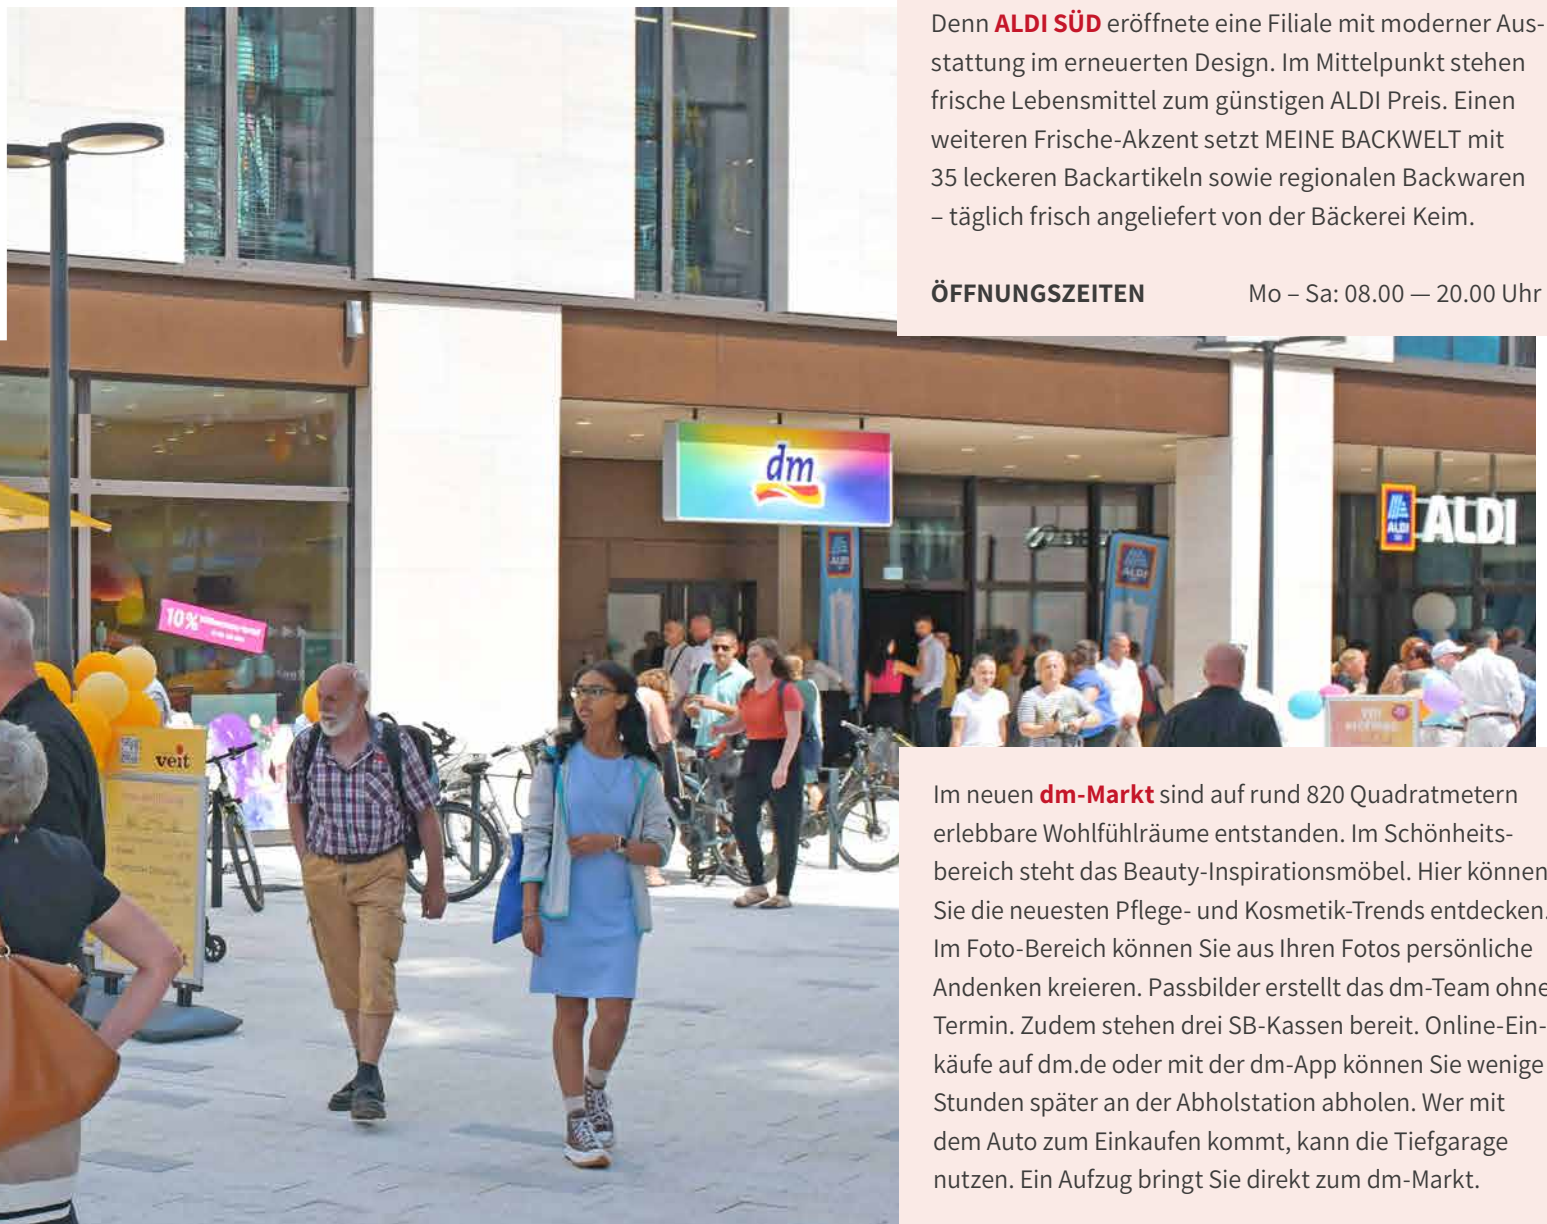 Denn ALDI SÜD eröffnete eine Filiale mit moderner Aus-
stattung im erneuerten Design. Im Mittelpunkt stehen
frische Lebensmittel zum günstigen ALDI Preis. Einen
weiteren Frische-Akzent setzt MEINE BACKWELT mit
35 leckeren Backartikeln sowie regionalen Backwaren
– täglich frisch angeliefert von der Bäckerei Keim.
ÖFFNUNGSZEITEN Mo – Sa: 08.00 — 20.00 Uhr
dm
ALDI
ALDI
ALDI
ALDI
10%
veit
Im neuen dm-Markt sind auf rund 820 Quadratmetern
erlebbare Wohlfühlräume entstanden. Im Schönheits-
bereich steht das Beauty-Inspirationsmöbel. Hier können
Sie die neuesten Pflege- und Kosmetik-Trends entdecken.
Im Foto-Bereich können Sie aus Ihren Fotos persönliche
Andenken kreieren. Passbilder erstellt das dm-Team ohne
Termin. Zudem stehen drei SB-Kassen bereit. Online-Ein-
käufe auf dm.de oder mit der dm-App können Sie wenige
Stunden später an der Abholstation abholen. Wer mit
dem Auto zum Einkaufen kommt, kann die Tiefgarage
nutzen. Ein Aufzug bringt Sie direkt zum dm-Markt.